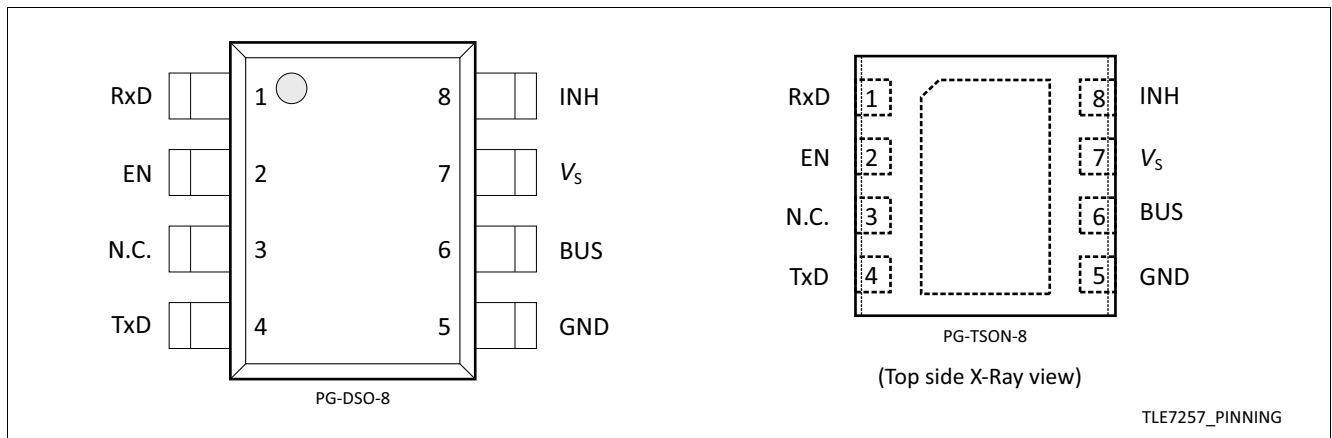 RxD 1 8 INH
EN 2 7 VS
N.C. 3 6 BUS
TxD 4 5 GND
PG-DSO-8
RxD 1 8 INH
EN 2 7 VS
N.C. 3 6 BUS
TxD 4 5 GND
PG-TSON-8
(Top side X-Ray view)
TLE7257_PINNING